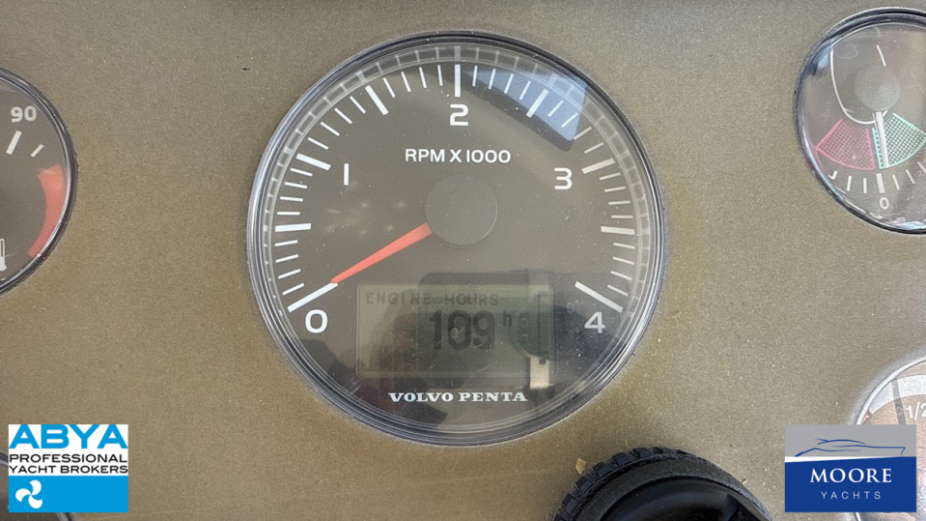 90
2
RPM X 1000
1
3
ENGINE HOURS
109 h
0
4
VOLVO PENTA
0
1/2
ABYA
PROFESSIONAL
YACHT BROKERS
MOORE
YACHTS